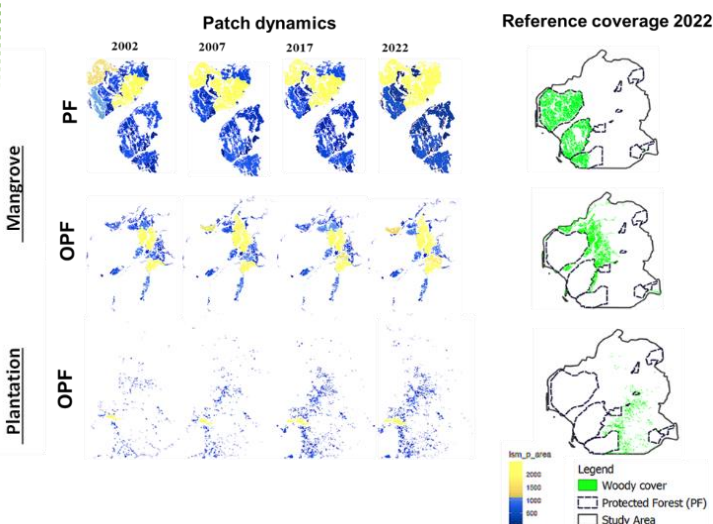 Patch dynamics
Reference coverage 2022
2002 2007 2017 2022
Mangrove
PF
OPF
Plantation
OPF
lsm_p_area
2000
1500
1000
500
Legend
Woody cover
Protected Forest (PF)
Study Area